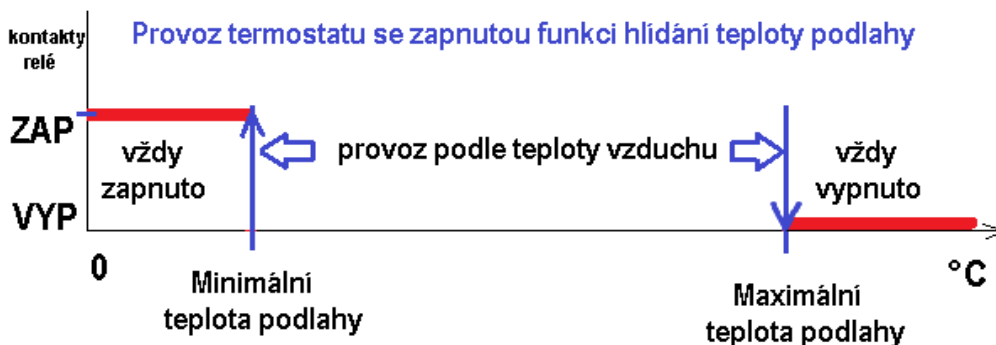 kontakty
relé
Provoz termostatu se zapnutou funkci hlídání teploty podlahy
ZAP
vždy
zapnuto
provoz podle teploty vzduchu
vždy
vypnuto
VYP
0
°C
Minimální
teplota podlahy
Maximální
teplota podlahy